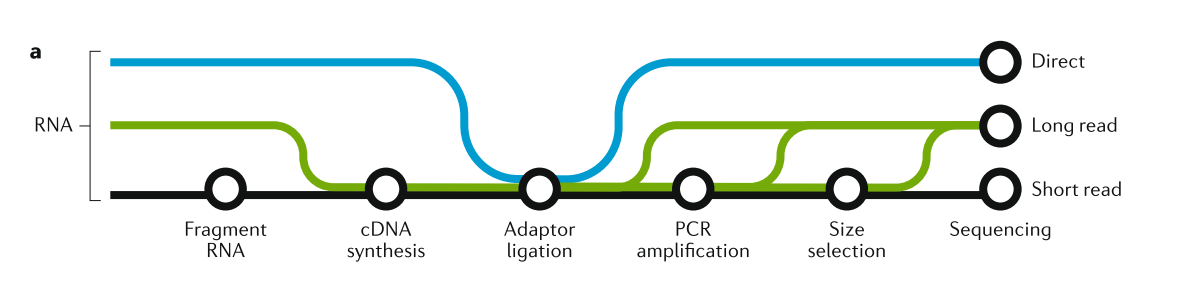 a
Direct
RNA
Long read
Short read
Fragment
RNA
cDNA
synthesis
Adaptor
ligation
PCR
amplification
Size
selection
Sequencing